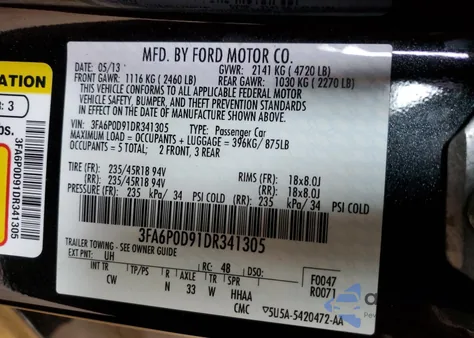 MFD. BY FORD MOTOR CO.
DATE: 05/13 GVWR: 2141 KG ( 4720 LB)
FRONT GAWR: 1116 KG ( 2460 LB) REAR GAWR: 1030 KG ( 2270 LB)
THIS VEHICLE CONFORMS TO ALL APPLICABLE FEDERAL MOTOR
VEHICLE SAFETY, BUMPER, AND THEFT PREVENTION STANDARDS
IN EFFECT ON THE DATE OF MANUFACTURE SHOWN ABOVE.
VIN: 3FA6P0D91DR341305 TYPE: Passenger Car
MAXIMUM LOAD = OCCUPANTS + LUGGAGE = 396KG/ 875LB
OCCUPANTS = 5 TOTAL; 2 FRONT, 3 REAR
TIRE (FR): 235/45R18 94V RIMS (FR): 18x8.0J
(RR): 235/45R18 94V (RR): 18x8.0J
PRESSURE (FR): 235 kPa/ 34 PSI COLD (RR): 235 kPa/ 34 PSI COLD
3FA6P0D91DR341305
TRAILER TOWING - SEE OWNER GUIDE
EXT PNT: UH RC: 48 DSO: F0047
INT TR TP/PS R AXLE TR SPR R0071
CW N 33 W HHAA
CMC 5U5A-5420472-AA
ATION
R: 3
bs.
3FA6P0D91DR341305